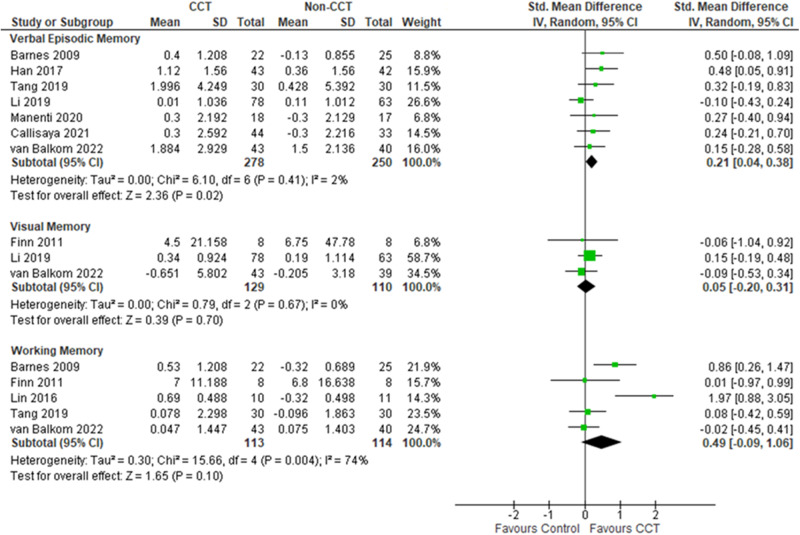 CCT Non-CCT Std. Mean Difference Std. Mean Difference
Study or Subgroup Mean SD Total Mean SD Total Weight IV, Random, 95% CI IV, Random, 95% CI
Verbal Episodic Memory
Barnes 2009 0.4 1.208 22 -0.13 0.855 25 8.8% 0.50 [-0.08, 1.09]
Han 2017 1.12 1.56 43 0.36 1.56 42 15.9% 0.48 [0.05, 0.91]
Tang 2019 1.996 4.249 30 0.428 5.392 30 11.5% 0.32 [-0.19, 0.83]
Li 2019 0.01 1.036 78 0.11 1.012 63 26.6% -0.10 [-0.43, 0.24]
Manenti 2020 0.3 2.192 18 -0.3 2.129 17 6.7% 0.27 [-0.40, 0.94]
Callisaya 2021 0.3 2.592 44 -0.3 2.216 33 14.5% 0.24 [-0.21, 0.70]
van Balkom 2022 1.884 2.929 43 1.5 2.136 40 16.0% 0.15 [-0.28, 0.58]
Subtotal (95% CI) 278 250 100.0% 0.21 [0.04, 0.38]
Heterogeneity: Tau² = 0.00; Chi² = 6.10, df = 6 (P = 0.41); I² = 2%
Test for overall effect: Z = 2.36 (P = 0.02)
Visual Memory
Finn 2011 4.5 21.158 8 6.75 47.78 8 6.8% -0.06 [-1.04, 0.92]
Li 2019 0.34 0.924 78 0.19 1.114 63 58.7% 0.15 [-0.19, 0.48]
van Balkom 2022 -0.651 5.802 43 -0.205 3.18 39 34.5% -0.09 [-0.53, 0.34]
Subtotal (95% CI) 129 110 100.0% 0.05 [-0.20, 0.31]
Heterogeneity: Tau² = 0.00; Chi² = 0.79, df = 2 (P = 0.67); I² = 0%
Test for overall effect: Z = 0.39 (P = 0.70)
Working Memory
Barnes 2009 0.53 1.208 22 -0.32 0.689 25 21.9% 0.86 [0.26, 1.47]
Finn 2011 7 11.188 8 6.8 16.638 8 15.7% 0.01 [-0.97, 0.99]
Lin 2016 0.69 0.488 10 -0.32 0.498 11 14.3% 1.97 [0.88, 3.05]
Tang 2019 0.078 2.298 30 -0.096 1.863 30 23.5% 0.08 [-0.42, 0.59]
van Balkom 2022 0.047 1.447 43 0.075 1.403 40 24.7% -0.02 [-0.45, 0.41]
Subtotal (95% CI) 113 114 100.0% 0.49 [-0.09, 1.06]
Heterogeneity: Tau² = 0.30; Chi² = 15.66, df = 4 (P = 0.004); I² = 74%
Test for overall effect: Z = 1.65 (P = 0.10)
-2 -1 0 1 2
Favours Control Favours CCT